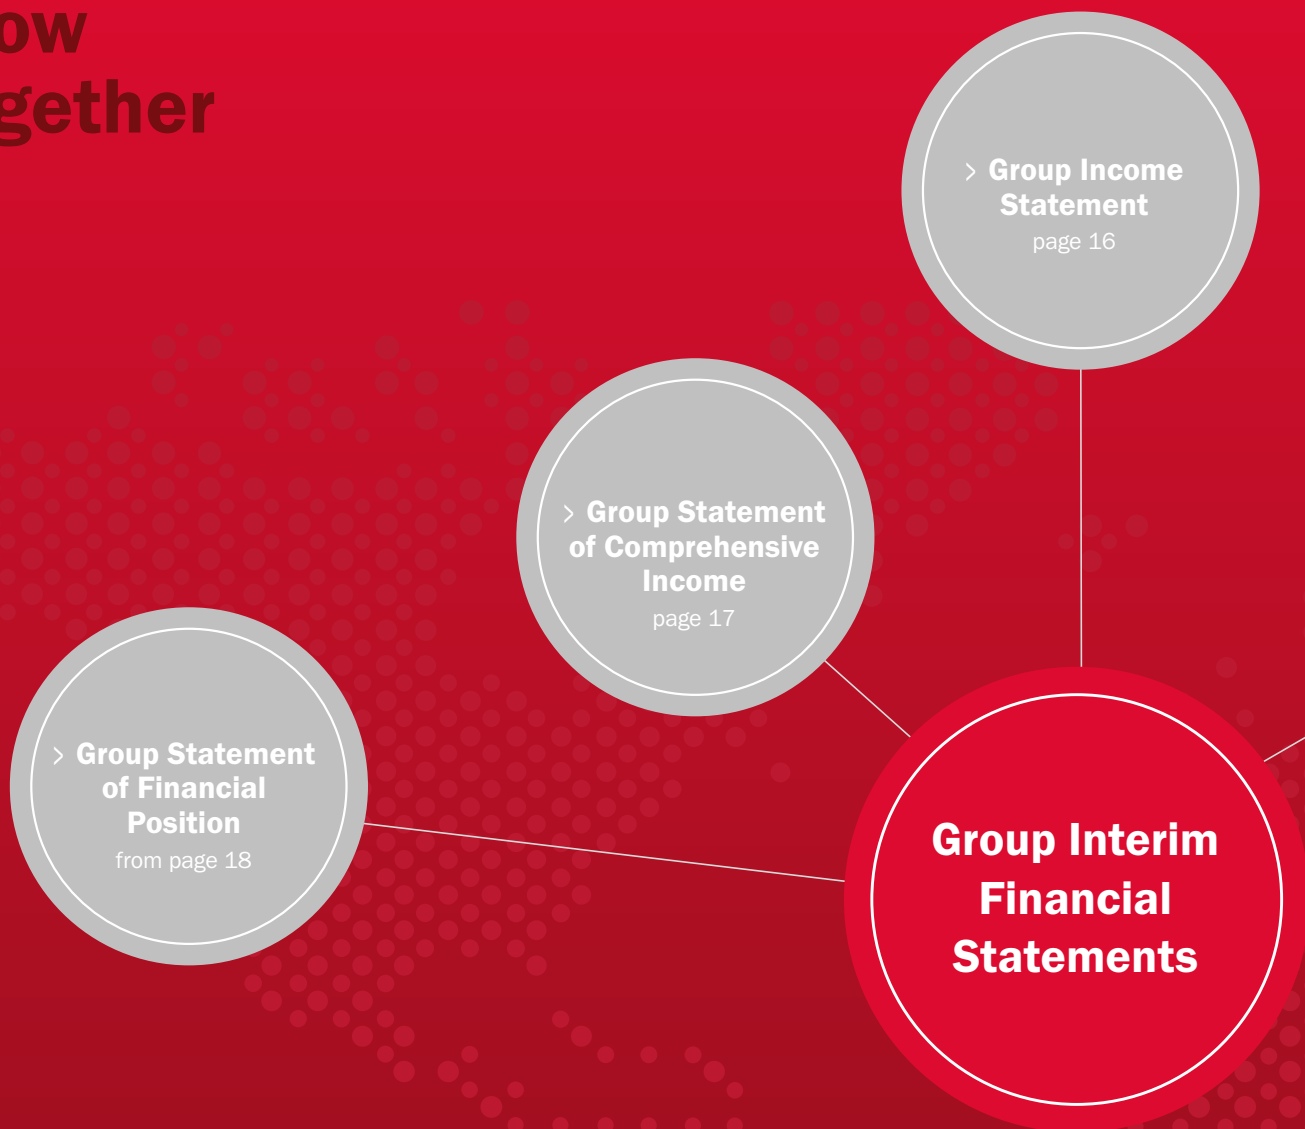 ow
gether
> Group Income
Statement
page 16
> Group Statement
of Comprehensive
Income
page 17
> Group Statement
of Financial
Position
from page 18
Group Interim
Financial
Statements